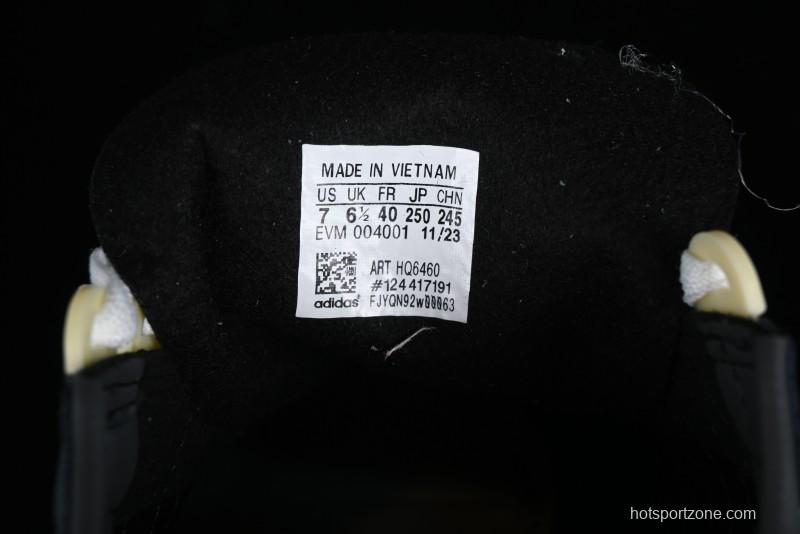 MADE IN VIETNAM
US UK FR JP CHN
7 6½ 40 250 245
EVM 004001 11/23
ART HQ6460
#124417191
adidas FJYQN92w00063
hotsportzone.com